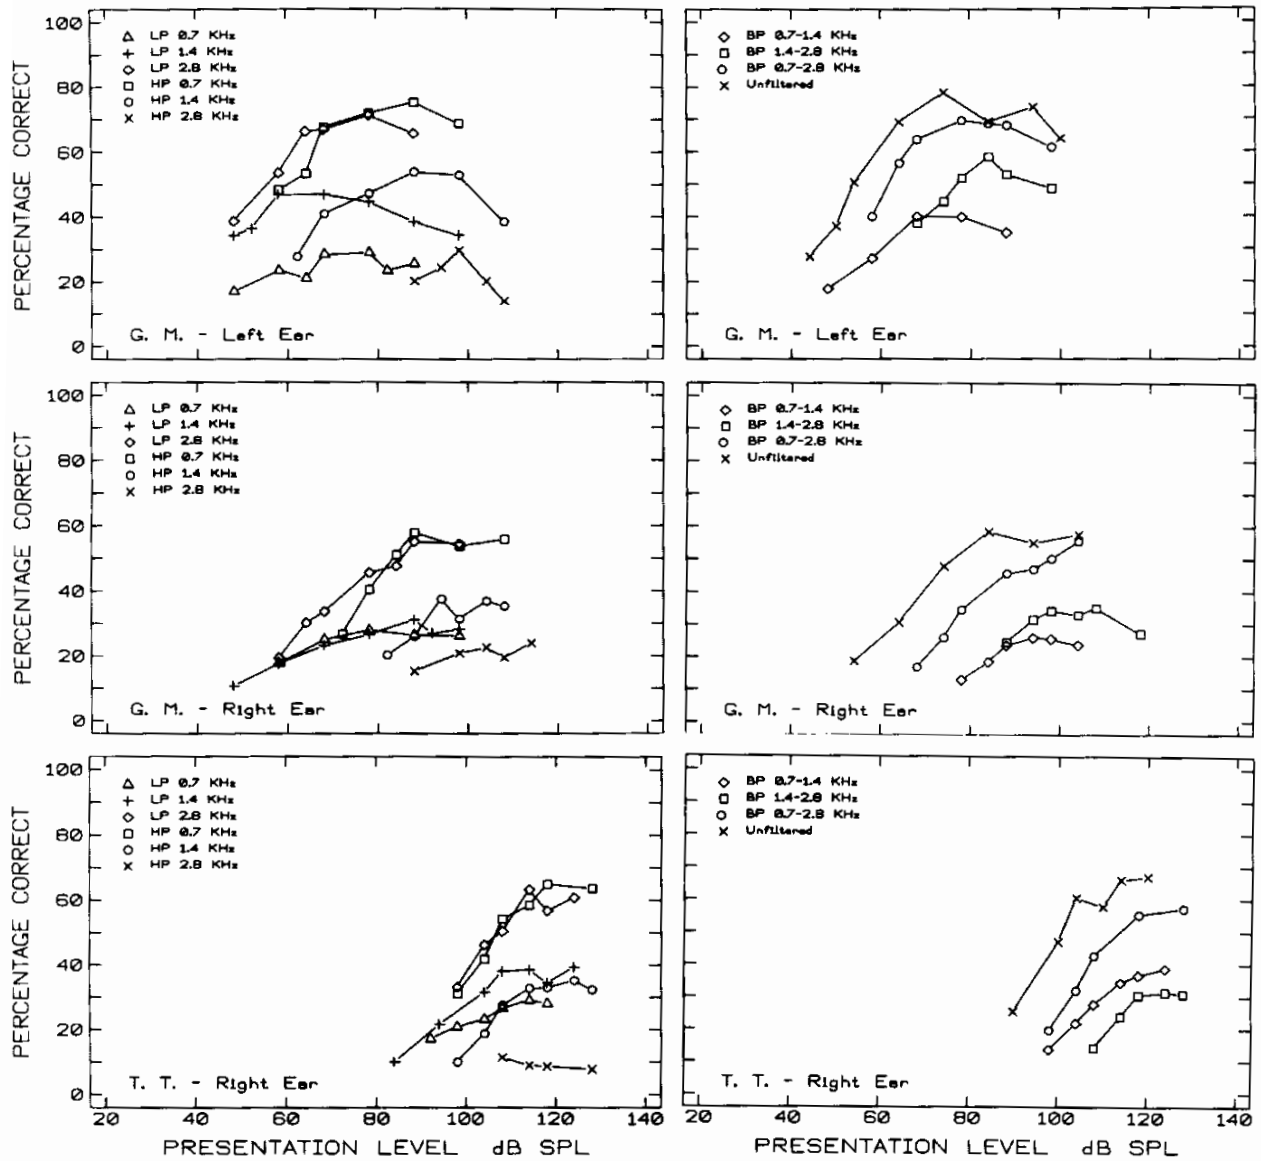 PERCENTAGE CORRECT
100
80
60
40
20
0
LP 0.7 KHz
LP 1.4 KHz
LP 2.8 KHz
HP 0.7 KHz
HP 1.4 KHz
HP 2.8 KHz
G. M. - Left Ear
BP 0.7-1.4 KHz
BP 1.4-2.8 KHz
BP 0.7-2.8 KHz
Unfiltered
G. M. - Left Ear
PERCENTAGE CORRECT
100
80
60
40
20
0
LP 0.7 KHz
LP 1.4 KHz
LP 2.8 KHz
HP 0.7 KHz
HP 1.4 KHz
HP 2.8 KHz
G. M. - Right Ear
BP 0.7-1.4 KHz
BP 1.4-2.8 KHz
BP 0.7-2.8 KHz
Unfiltered
G. M. - Right Ear
PERCENTAGE CORRECT
100
80
60
40
20
0
LP 0.7 KHz
LP 1.4 KHz
LP 2.8 KHz
HP 0.7 KHz
HP 1.4 KHz
HP 2.8 KHz
T. T. - Right Ear
BP 0.7-1.4 KHz
BP 1.4-2.8 KHz
BP 0.7-2.8 KHz
Unfiltered
T. T. - Right Ear
20 40 60 80 100 120 140
20 40 60 80 100 120 140
PRESENTATION LEVEL dB SPL
PRESENTATION LEVEL dB SPL